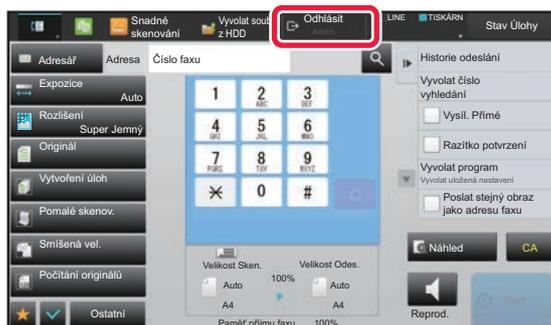 Snadné
skenování
Vyvolat soub
z HDD
Odhlásit
Admin
LINE
TISKÁRN
Stav Úlohy
Adresář
Adresa
Číslo faxu
Historie odeslání
Expozice
Auto
Rozlišení
Super Jemný
Originál
Vytvoření úloh
Pomalé skenov.
Smíšená vel.
Počítání originálů
Ostatní
1
2
ABC
3
DEF
4
GHI
5
JKL
6
MNO
7
PQRS
8
TUV
9
WXYZ
0
#
Velikost Sken.
Velikost Odes.
Auto
100%
Auto
A4
A4
Paměť příjmu faxu 100%
Vyvolat číslo
vyhledání
Vysíl. Přímé
Razítko potvrzení
Vyvolat program
Vyvolat uložená nastavení
Poslat stejný obraz
jako adresu faxu
Náhled
CA
Reprod.
Start